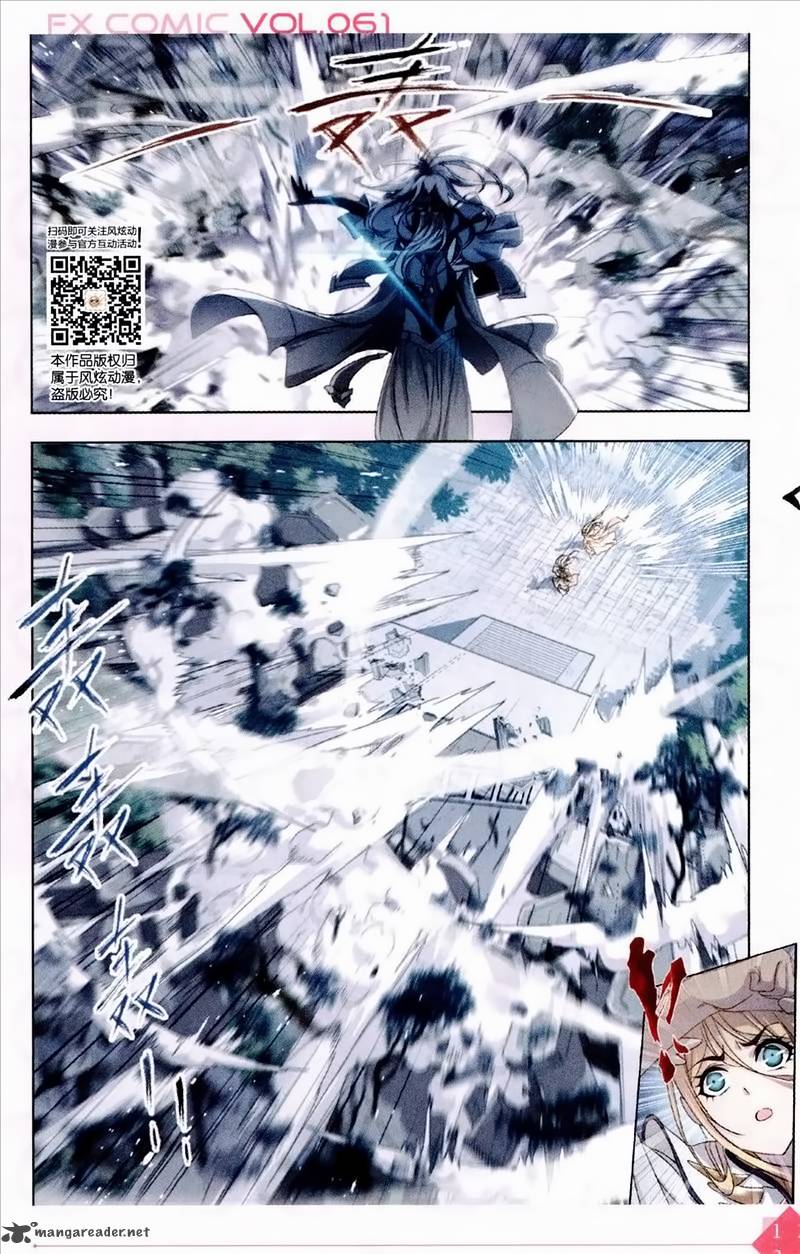 FX COMIC VOL.061
轰
扫码即可关注风炫动
漫参与官方互动活动!
本作品版权归
属于风炫动漫，
盗版必究！
轰
轰
轰
!!
mangareader.net